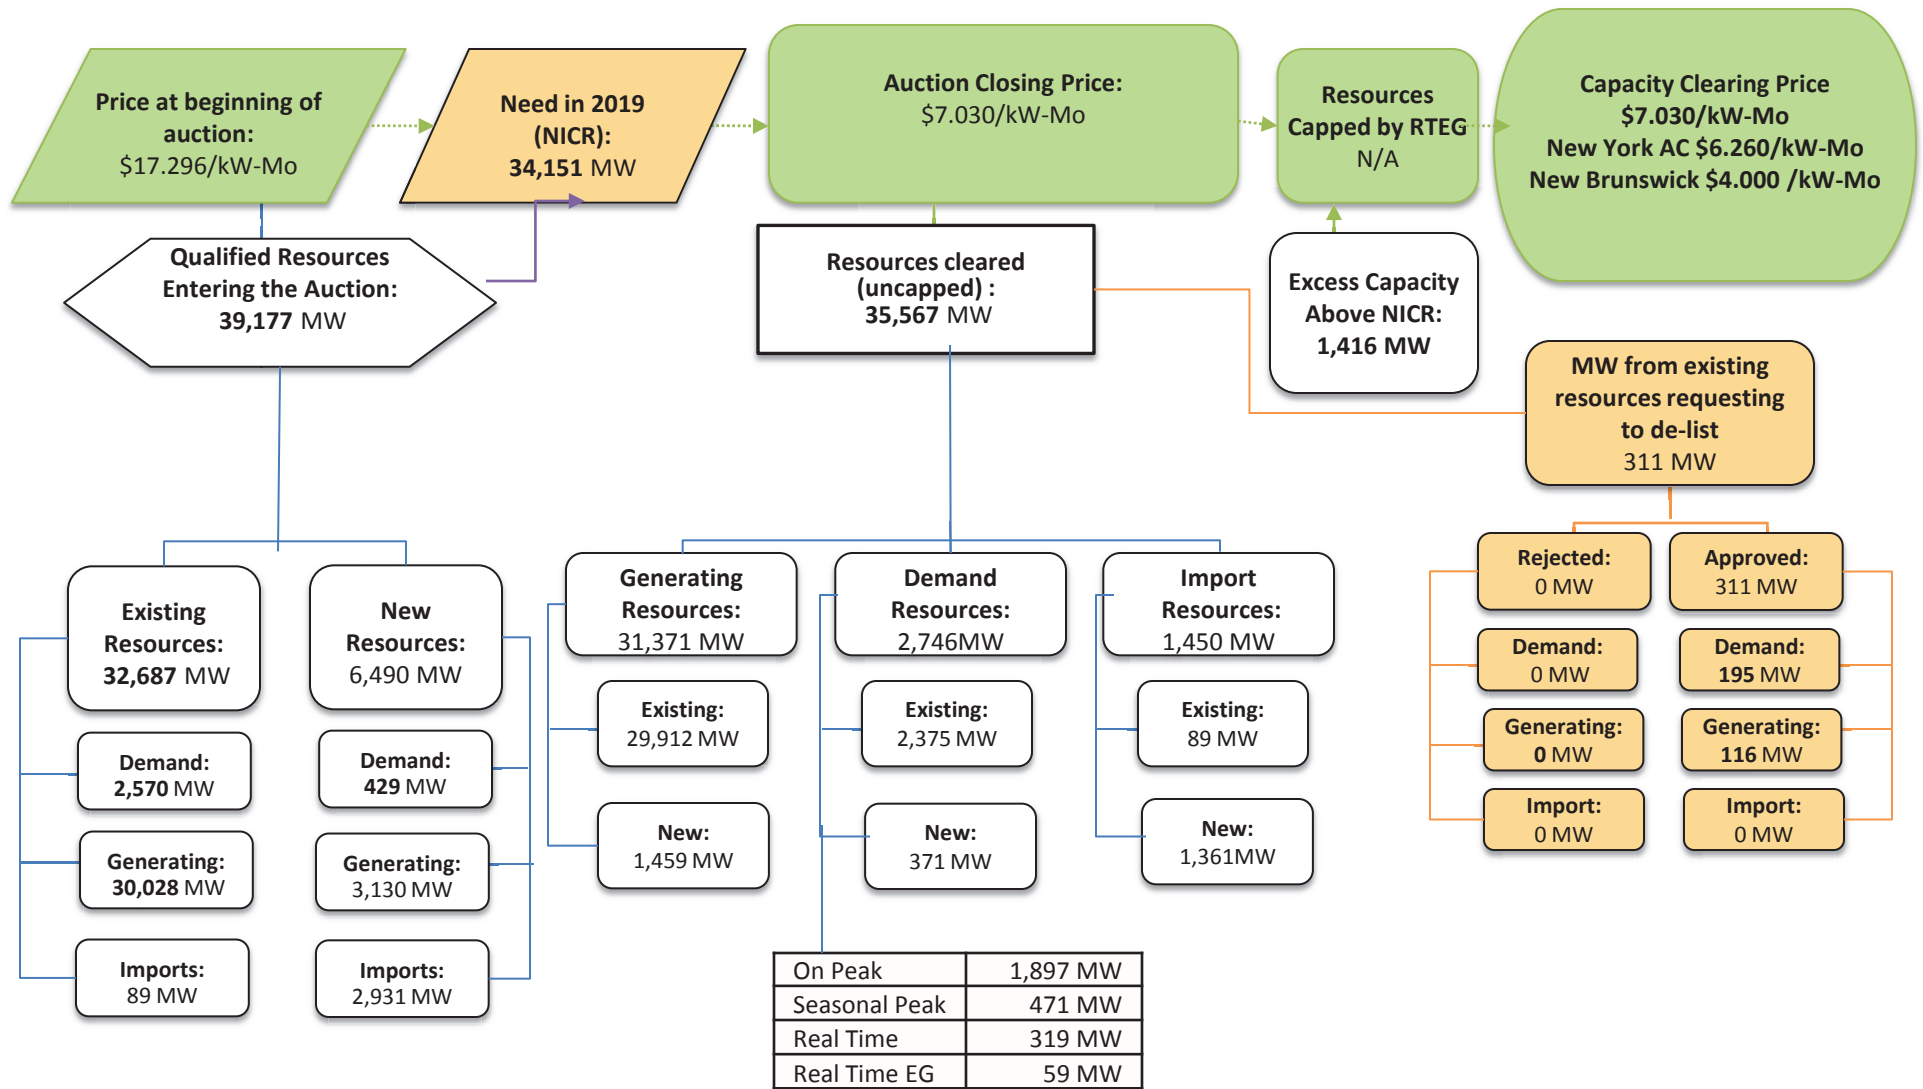 Price at beginning of
auction:
$17.296/kW-Mo
Need in 2019
(NICR):
34,151 MW
Auction Closing Price:
$7.030/kW-Mo
Resources
Capped by RTEG
N/A
Capacity Clearing Price
$7.030/kW-Mo
New York AC $6.260/kW-Mo
New Brunswick $4.000 /kW-Mo
Qualified Resources
Entering the Auction:
39,177 MW
Resources cleared
(uncapped) :
35,567 MW
Excess Capacity
Above NICR:
1,416 MW
MW from existing
resources requesting
to de-list
311 MW
Existing
Resources:
32,687 MW
Demand:
2,570 MW
Generating:
30,028 MW
Imports:
89 MW
New
Resources:
6,490 MW
Demand:
429 MW
Generating:
3,130 MW
Imports:
2,931 MW
Generating
Resources:
31,371 MW
Existing:
29,912 MW
New:
1,459 MW
Demand
Resources:
2,746MW
Existing:
2,375 MW
New:
371 MW
On Peak 1,897 MW
Seasonal Peak 471 MW
Real Time 319 MW
Real Time EG 59 MW
Import
Resources:
1,450 MW
Existing:
89 MW
New:
1,361MW
Rejected:
0 MW
Demand:
0 MW
Generating:
0 MW
Import:
0 MW
Approved:
311 MW
Demand:
195 MW
Generating:
116 MW
Import:
0 MW